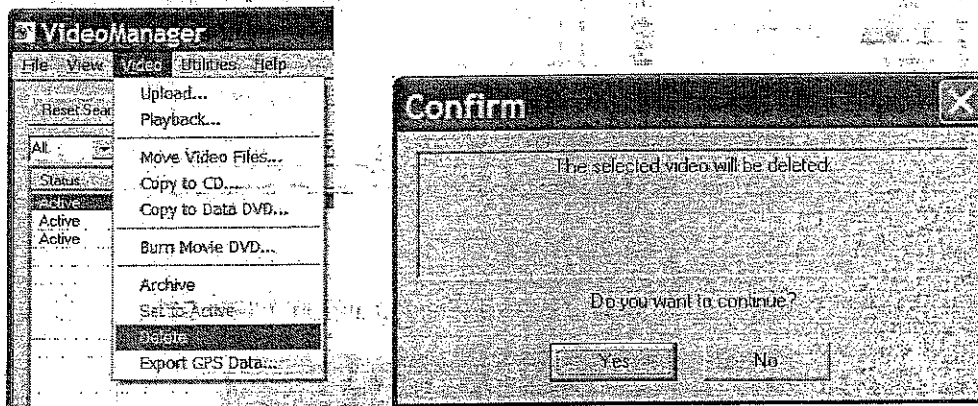 VideoManager
File View Video Utilities Help
Reset Sear
All
Status
Active
Active
Active
Upload...
Playback...
Move Video Files...
Copy to CD...
Copy to Data DVD...
Burn Movie DVD...
Archive
Set to Active
Delete
Export GPS Data...
Confirm
The selected video will be deleted.
Do you want to continue?
Yes No